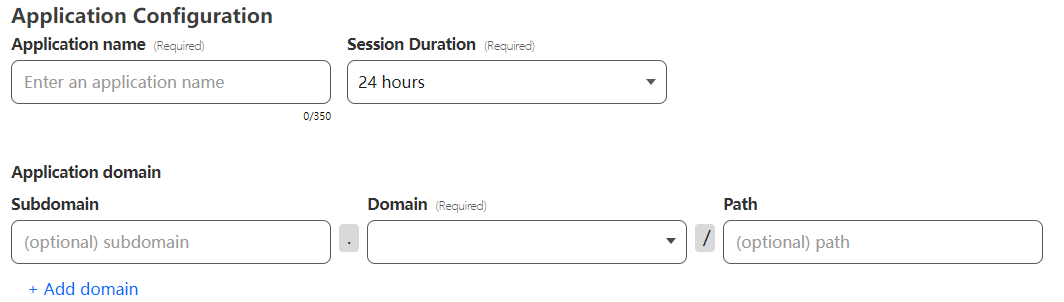 Application Configuration
Application name (Required) Session Duration (Required)
Enter an application name 24 hours
0/350
Application domain
Subdomain Domain (Required) Path
(optional) subdomain . / (optional) path
+ Add domain